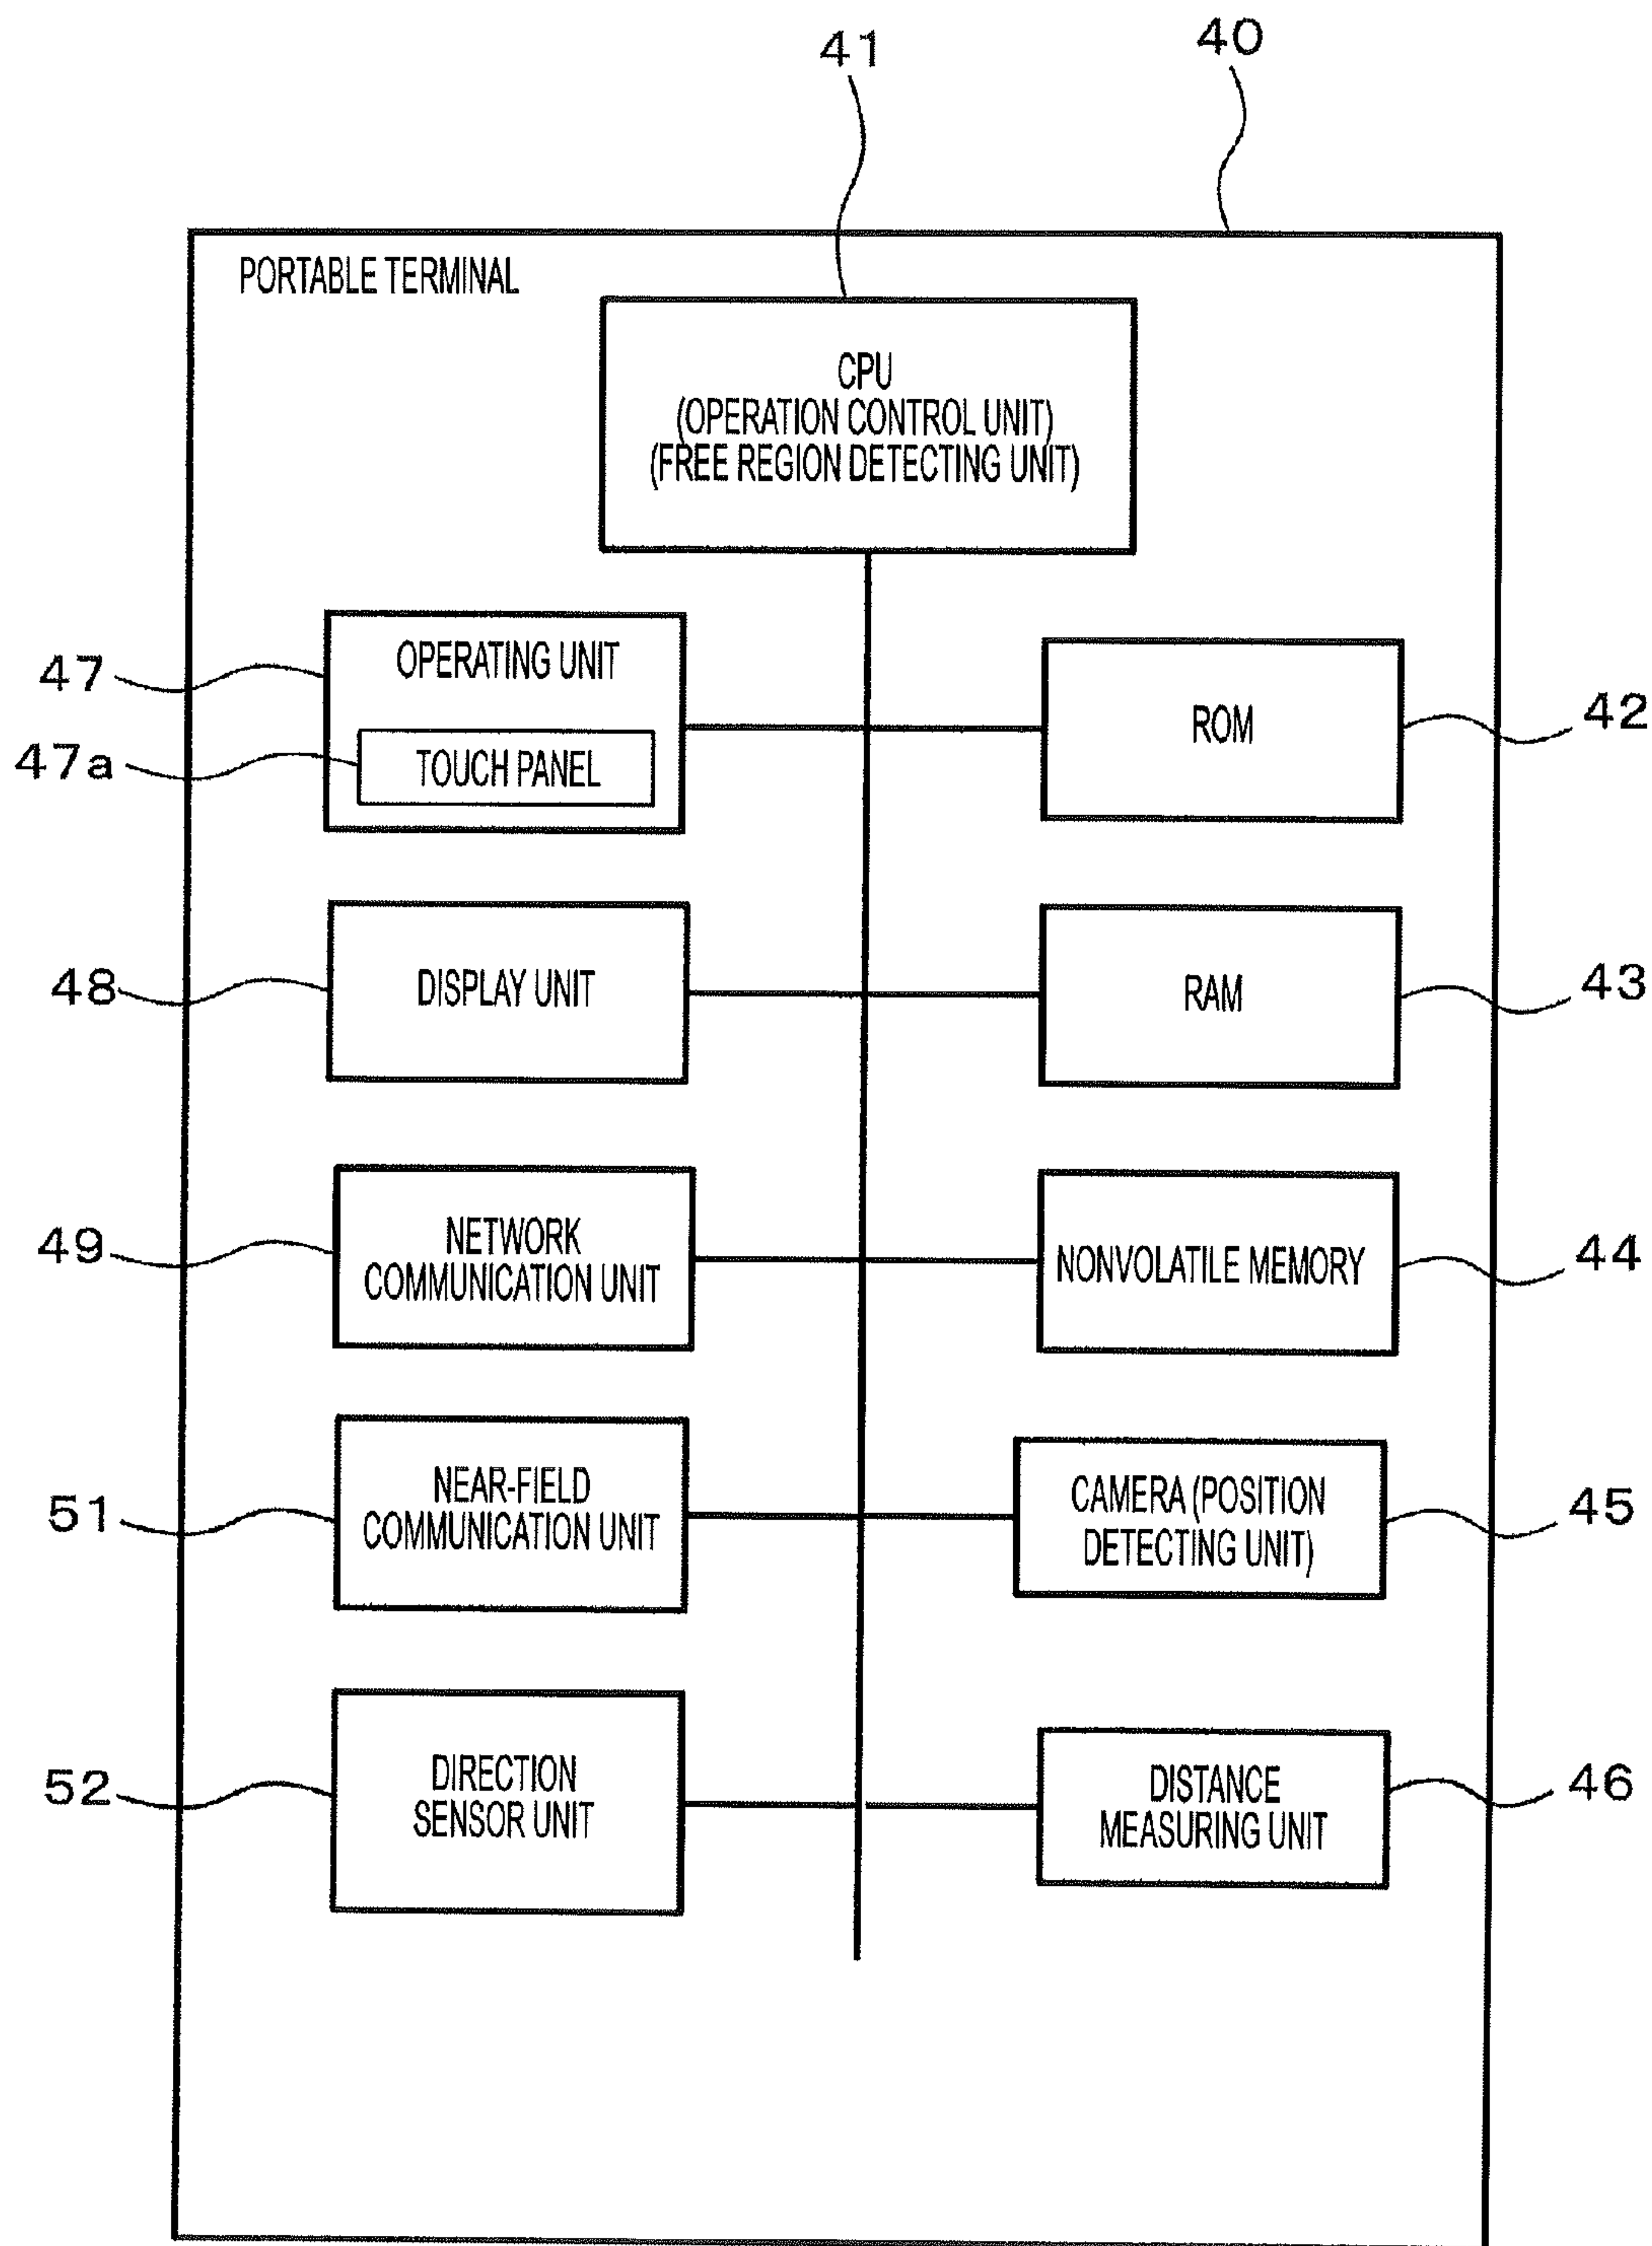 41
40
PORTABLE TERMINAL
CPU
(OPERATION CONTROL UNIT)
(FREE REGION DETECTING UNIT)
47
OPERATING UNIT
47a
TOUCH PANEL
ROM
42
48
DISPLAY UNIT
RAM
43
49
NETWORK
COMMUNICATION UNIT
NONVOLATILE MEMORY
44
51
NEAR-FIELD
COMMUNICATION UNIT
CAMERA (POSITION
DETECTING UNIT)
45
52
DIRECTION
SENSOR UNIT
DISTANCE
MEASURING UNIT
46